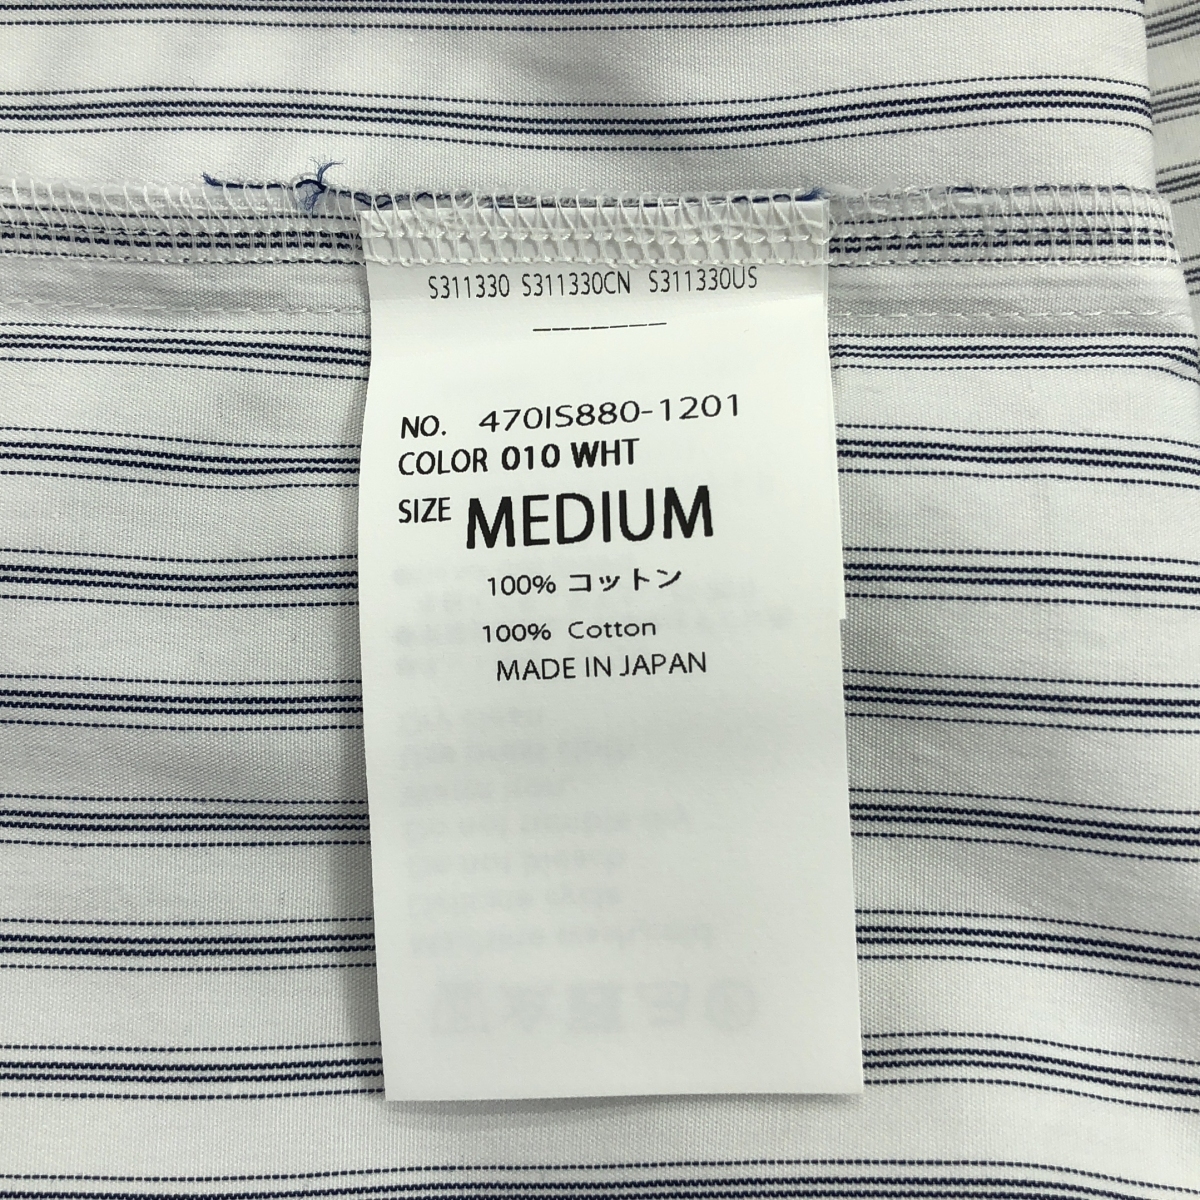 S311330 S311330CN S311330US
-------
NO. 470IS880-1201
COLOR 010 WHT
SIZE MEDIUM
100% コットン
100% Cotton
MADE IN JAPAN